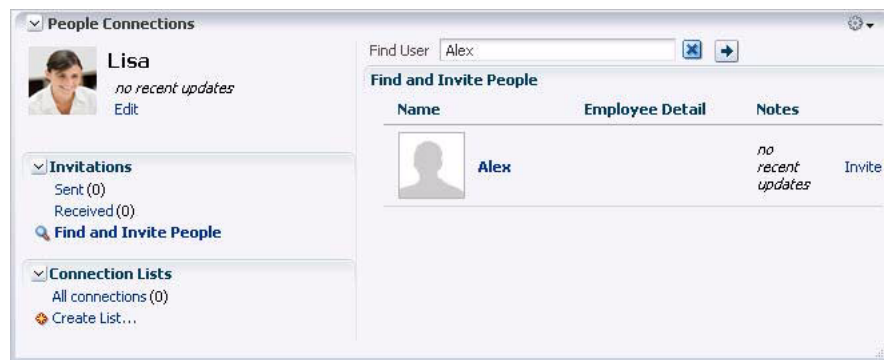 People Connections
Lisa
no recent updates
Edit
Invitations
Sent (0)
Received (0)
Find and Invite People
Connection Lists
All connections (0)
Create List...
Find User Alex
Find and Invite People
Name Employee Detail Notes
Alex
no
recent
updates
Invite